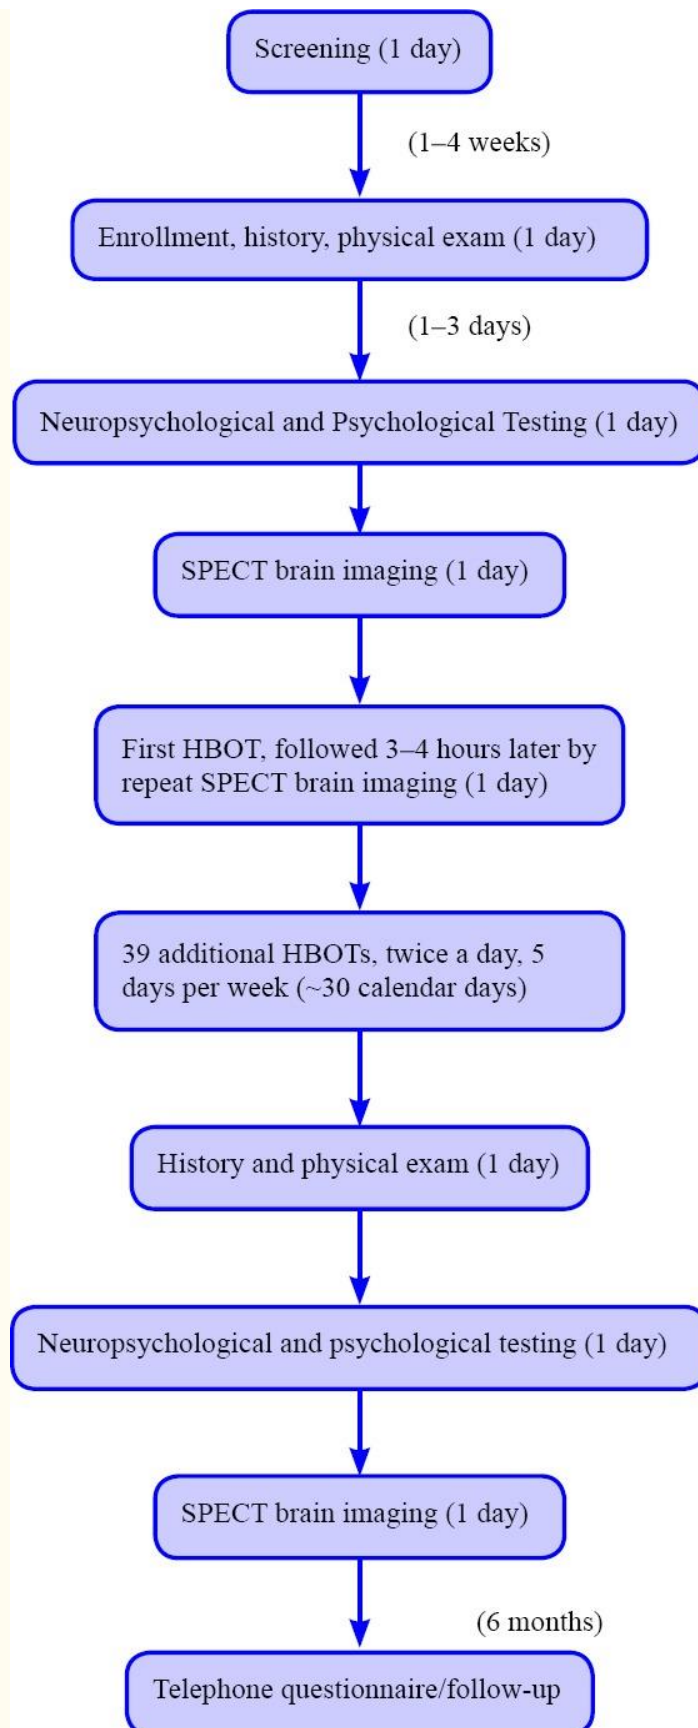 Screening (1 day)
(1–4 weeks)
Enrollment, history, physical exam (1 day)
(1–3 days)
Neuropsychological and Psychological Testing (1 day)
SPECT brain imaging (1 day)
First HBOT, followed 3–4 hours later by
repeat SPECT brain imaging (1 day)
39 additional HBOTs, twice a day, 5
days per week (~30 calendar days)
History and physical exam (1 day)
Neuropsychological and psychological testing (1 day)
SPECT brain imaging (1 day)
(6 months)
Telephone questionnaire/follow-up